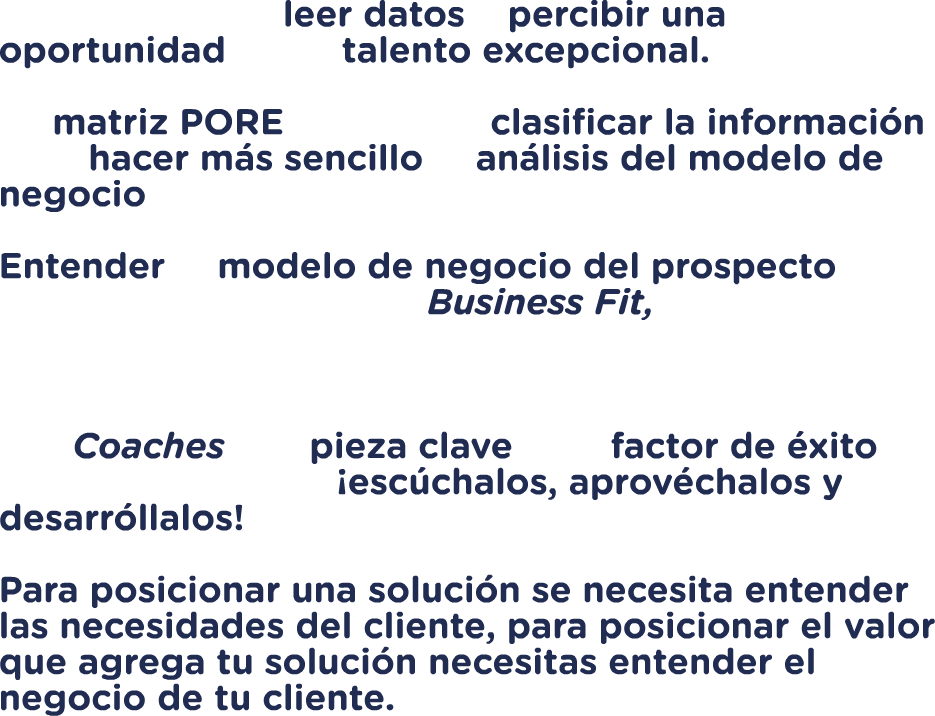 leer datos percibir una
oportunidad talento excepcional.
matriz PORE clasificar la información
hacer más sencillo análisis del modelo de
negocio
Entender modelo de negocio del prospecto
Business Fit,
Coaches pieza clave factor de éxito
¡escúchalos, aprovéchalos y
desarróllalos!
Para posicionar una solución se necesita entender
las necesidades del cliente, para posicionar el valor
que agrega tu solución necesitas entender el
negocio de tu cliente.